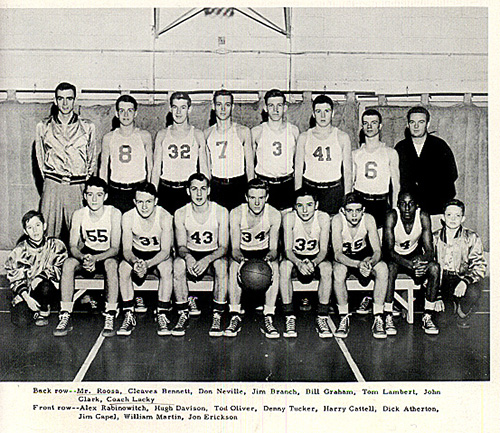 8 32 7 3 41 6
55 31 43 34 33 35 4
Back row--Mr. Roosa, Cleaves Bennett, Don Neville, Jim Branch, Bill Graham, Tom Lambert, John
Clark, Coach Lucky
Front row--Alex Rabinowitch, Hugh Davison, Tod Oliver, Denny Tucker, Harry Cattell, Dick Atherton,
Jim Capel, William Martin, Jon Erickson